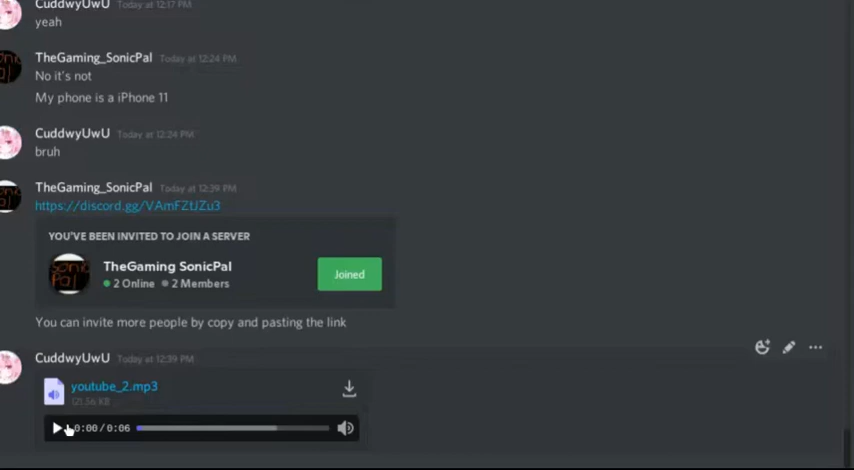 CuddwyUwU Today at 12:17 PM
yeah
TheGaming_SonicPal Today at 12:24 PM
No it's not
My phone is a iPhone 11
CuddwyUwU Today at 12:24 PM
bruh
TheGaming_SonicPal Today at 12:39 PM
https://discord.gg/VAmFZtJZu3
YOU'VE BEEN INVITED TO JOIN A SERVER
TheGaming SonicPal
2 Online 2 Members
Joined
You can invite more people by copy and pasting the link
CuddwyUwU Today at 12:39 PM
youtube_2.mp3
0:00/0:06